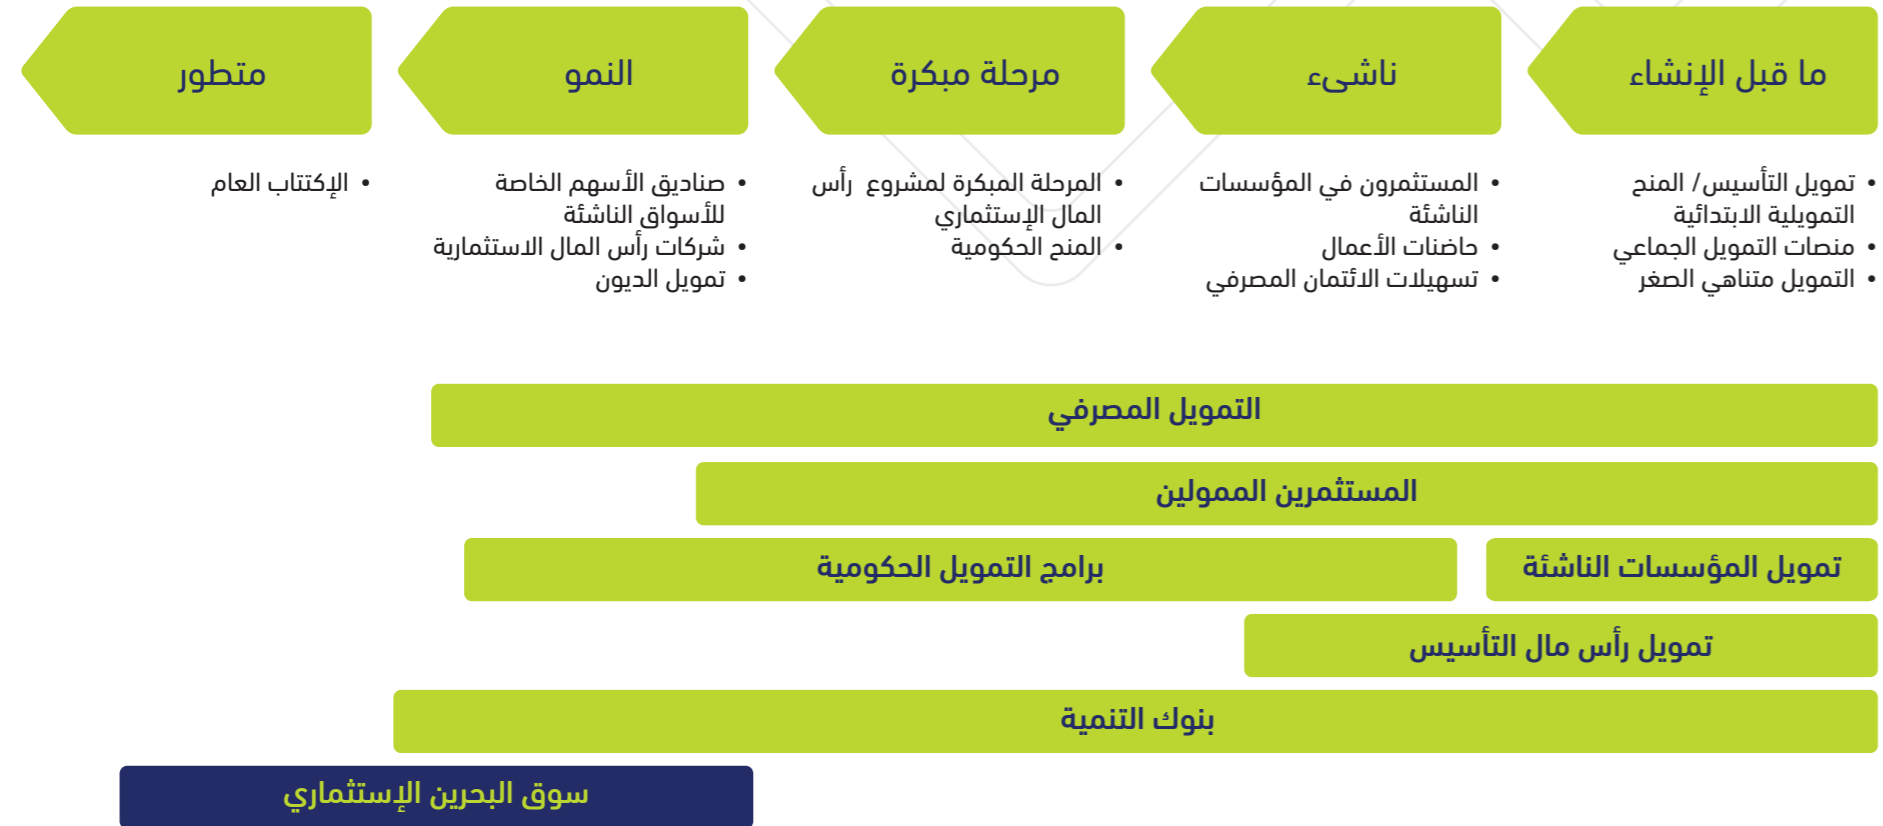 ما قبل الإنشاء
ناشىء
مرحلة مبكرة
النمو
متطور
• تمويل التأسيس/ المنح
التمويلية الابتدائية
• منصات التمويل الجماعي
• التمويل متناهي الصغر
• المستثمرون في المؤسسات
الناشئة
• حاضنات الأعمال
• تسهيلات الائتمان المصرفي
• المرحلة المبكرة لمشروع رأس
المال الإستثماري
• المنح الحكومية
• صناديق الأسهم الخاصة
للأسواق الناشئة
• شركات رأس المال الاستثمارية
• تمويل الديون
• الإكتتاب العام
التمويل المصرفي
المستثمرين الممولين
تمويل المؤسسات الناشئة
برامج التمويل الحكومية
تمويل رأس مال التأسيس
بنوك التنمية
سوق البحرين الإستثماري